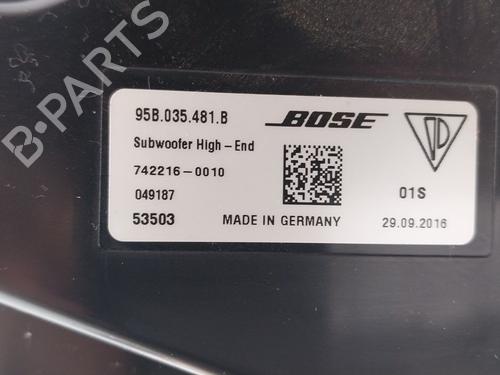 95B.035.481.B
BOSE
Subwoofer High-End
742216-0010
049187
01S
53503
MADE IN GERMANY
29.09.2016
B-Parts